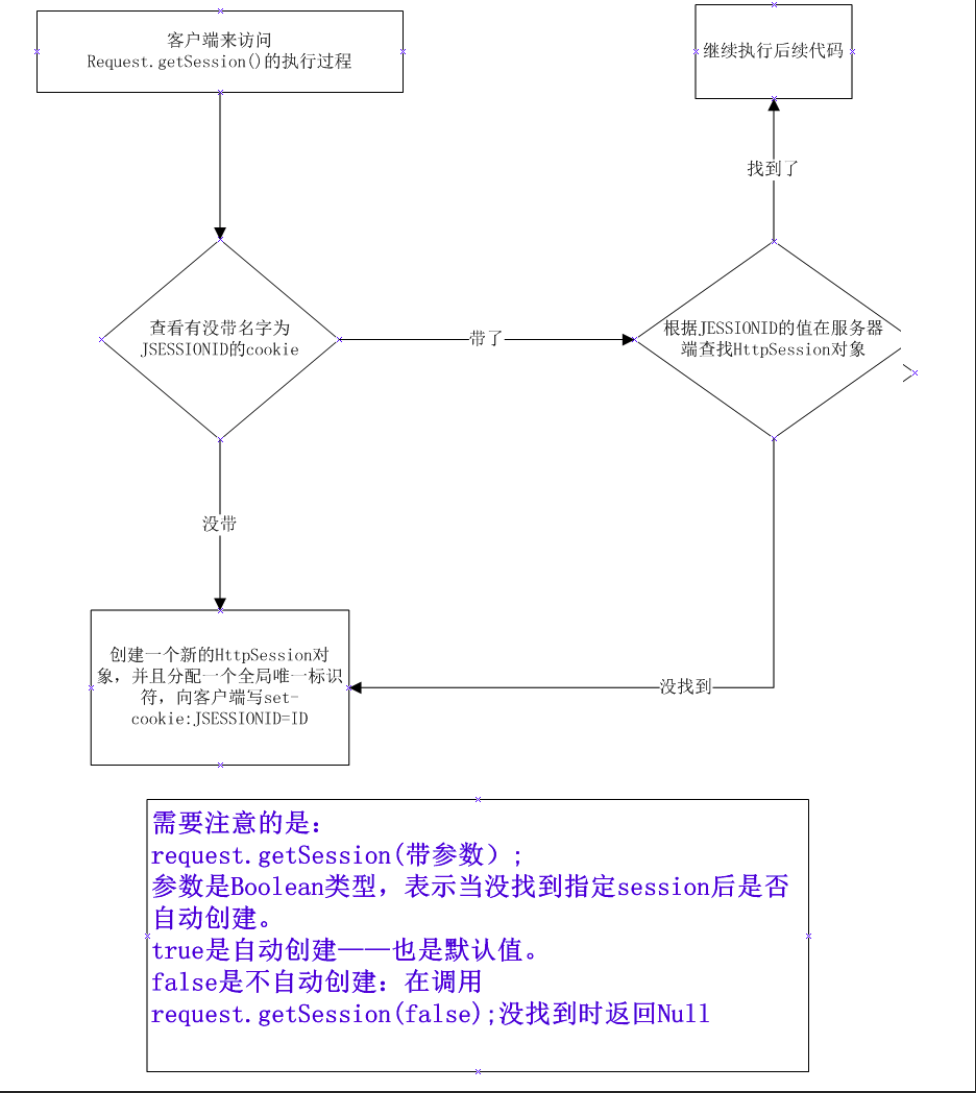 客户端来访问
Request.getSession()的执行过程
继续执行后续代码
找到了
查看有没带名字为
JSESSIONID的cookie
带了
根据JESSIONID的值在服务器
端查找HttpSession对象
没带
创建一个新的HttpSession对
象，并且分配一个全局唯一标识
符，向客户端写set-
cookie:JSESSIONID=ID
没找到
需要注意的是：
request.getSession(带参数）;
参数是Boolean类型，表示当没找到指定session后是否
自动创建。
true是自动创建——也是默认值。
false是不自动创建：在调用
request.getSession(false);没找到时返回Null